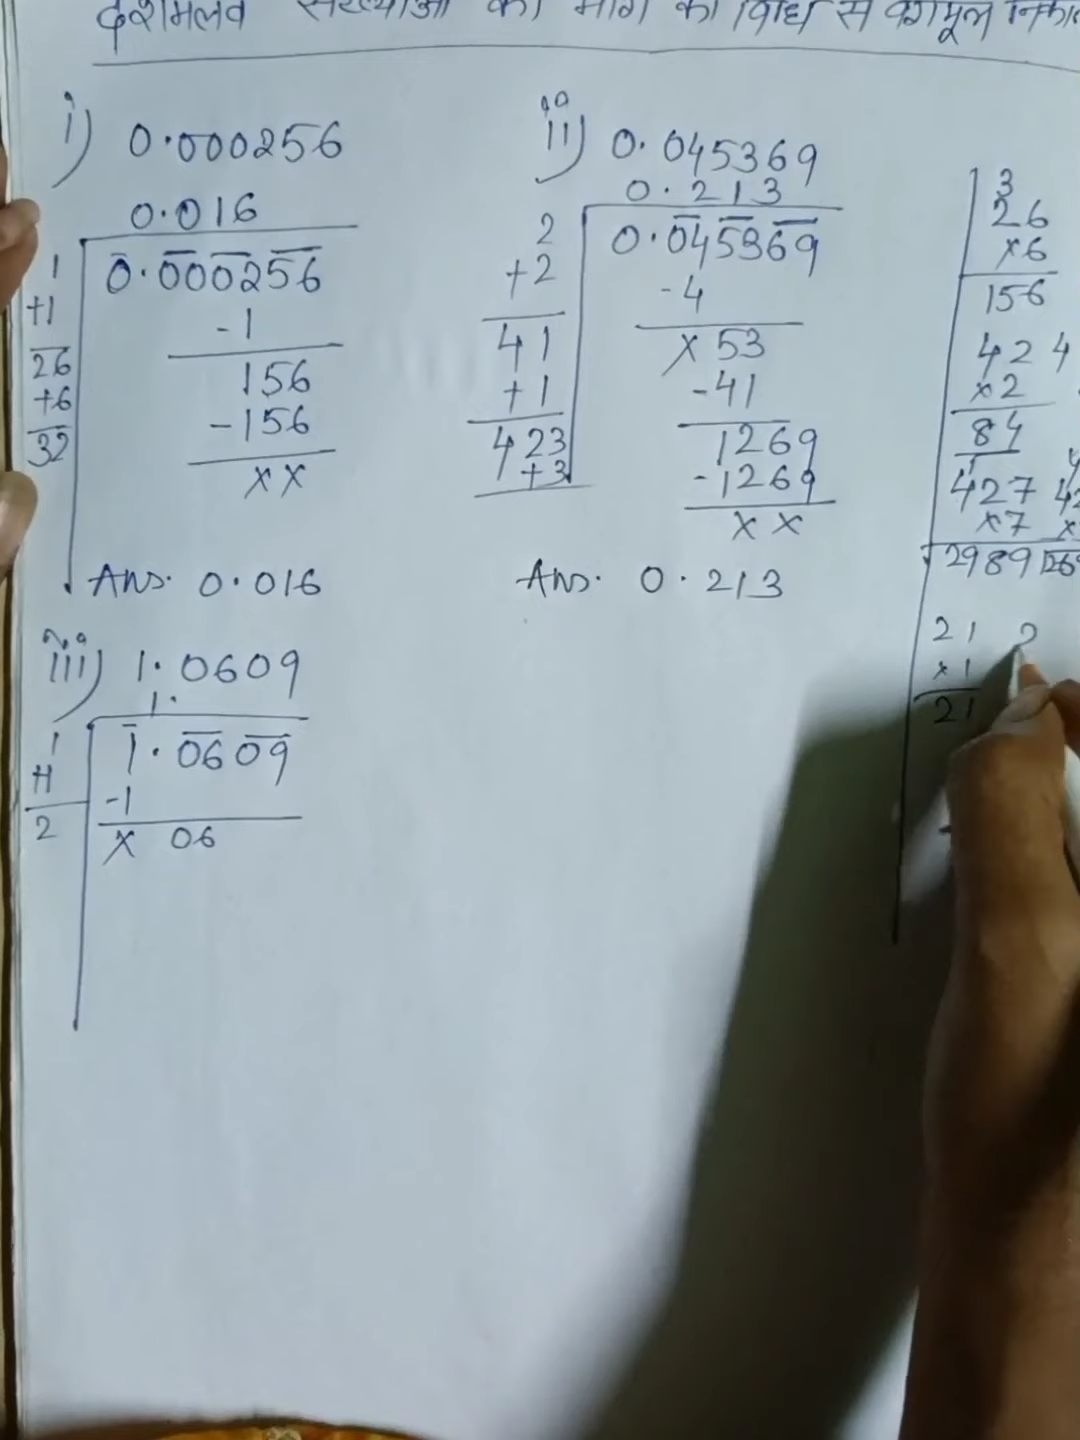 दशमलव संख्याओं का भाग की विधि से वर्गमूल
i) 0.000256
0.016
1
0.000256
+1
-1
26
156
+6
-156
32
x x
Ans. 0.016
ii) 0.045369
0.213
2
0.045369
+2
-4
41
x 53
+1
-41
423
1269
+3
-1269
x x
Ans. 0.213
iii) 1.0609
1.
1
1.0609
+1
-1
2
x 06
3
26
x6
156
424
x2
84
427
x7
2989
21
x1
21